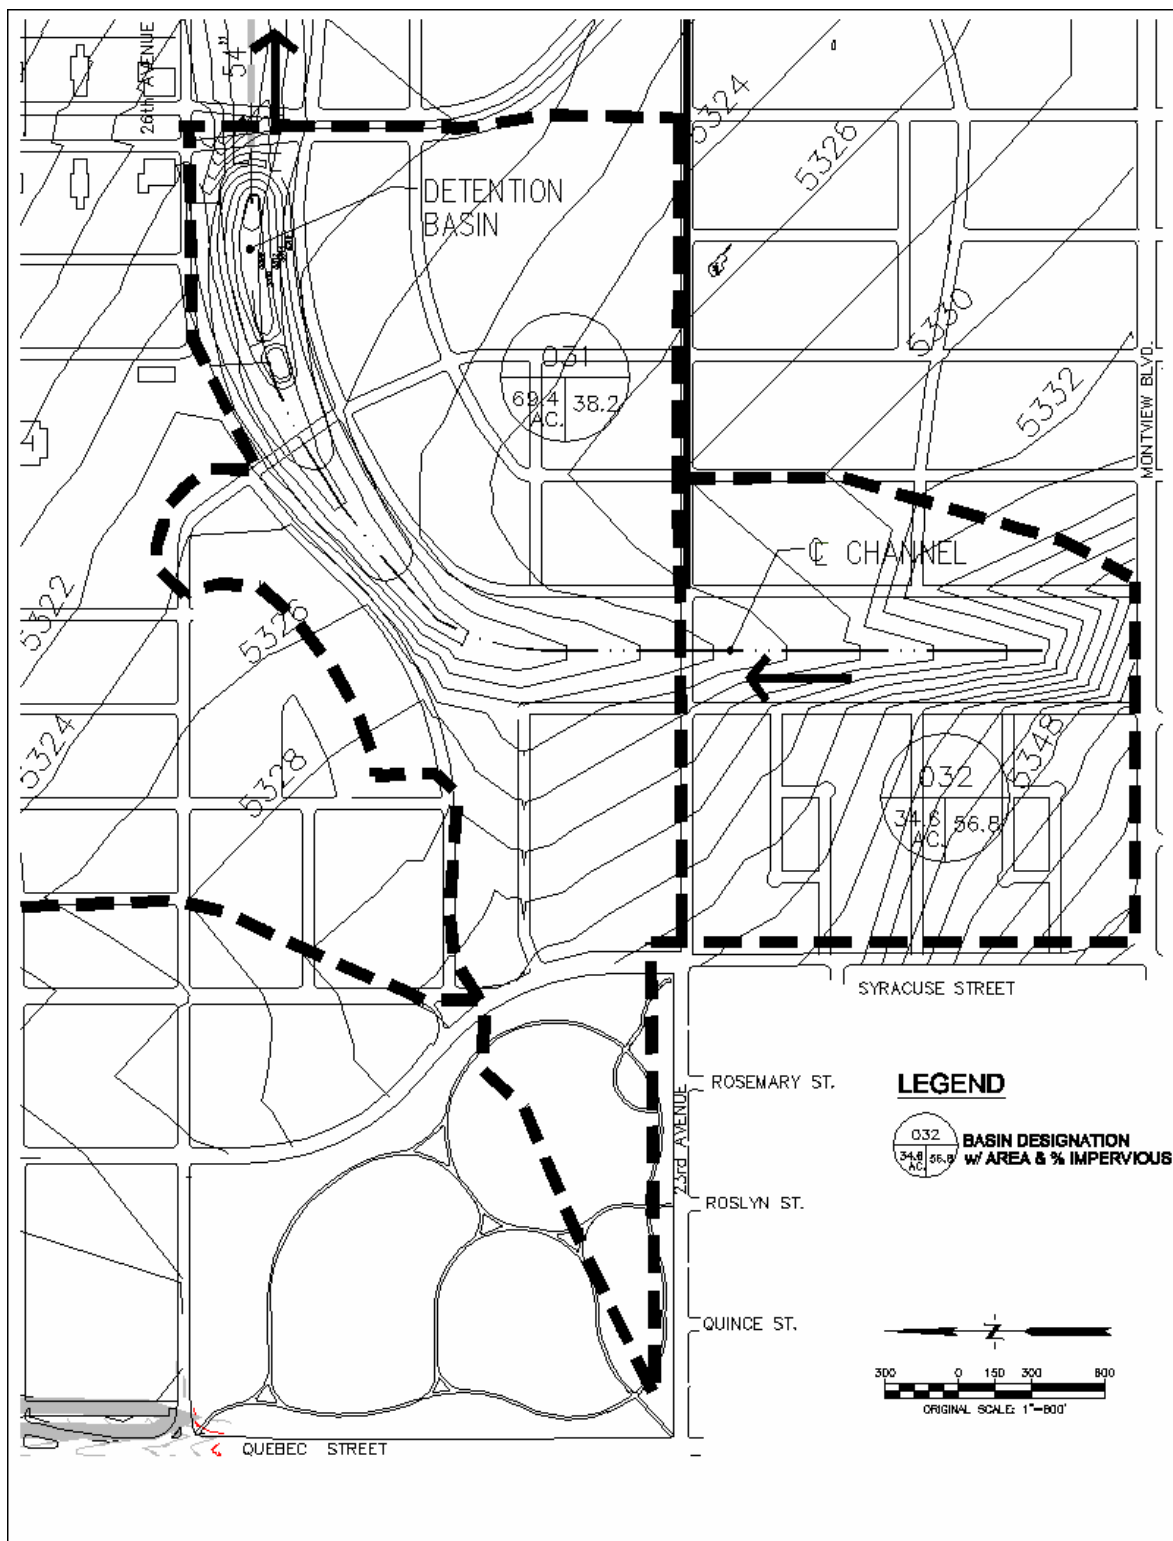 26th AVENUE
54"
5324
5326
DETENTION
BASIN
5330
031
69.4
AC.
38.2
5332
MONTVIEW BLVD.
℄ CHANNEL
5322
5326
5324
5328
5348
032
34.6
AC.
56.8
SYRACUSE STREET
ROSEMARY ST.
23rd AVENUE
LEGEND
032
34.6
AC.
56.8
BASIN DESIGNATION
W/ AREA & % IMPERVIOUS
ROSLYN ST.
QUINCE ST.
Z
300 0 150 300 600
ORIGINAL SCALE: 1"=600'
QUEBEC STREET